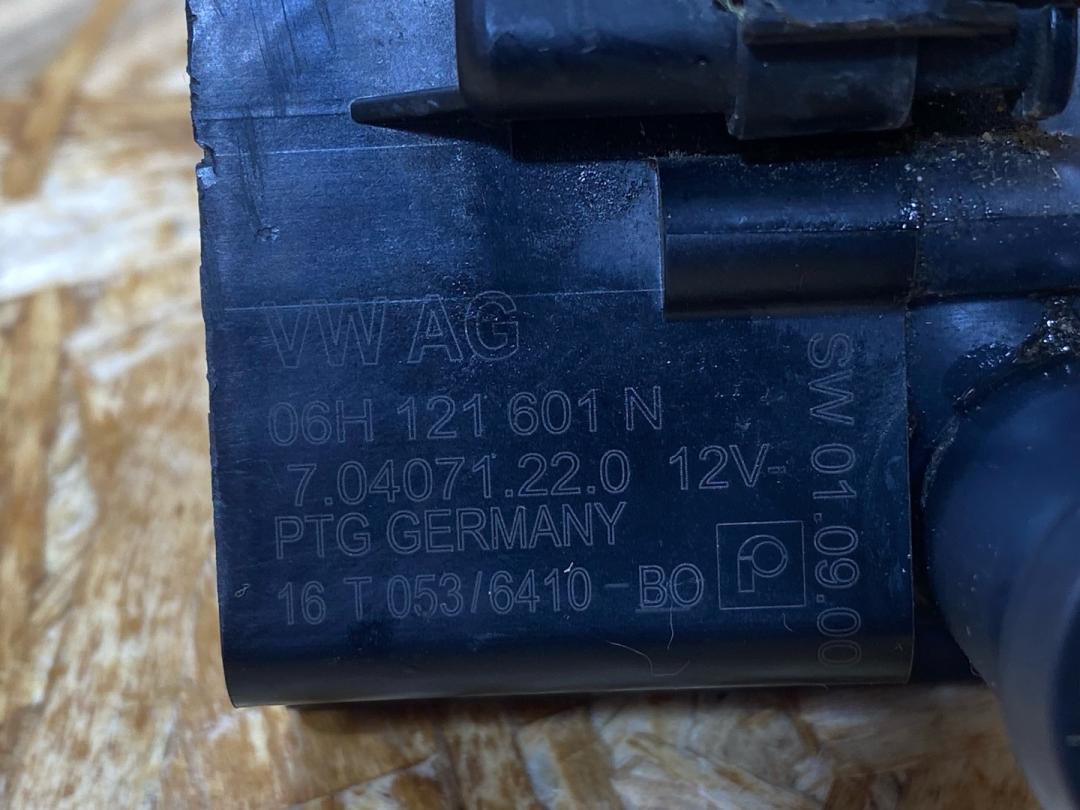 VW AG
06H 121 601 N
7.04071.22.0 12V-
PTG GERMANY
16 T 053/6410-BO
SW 01.09.00